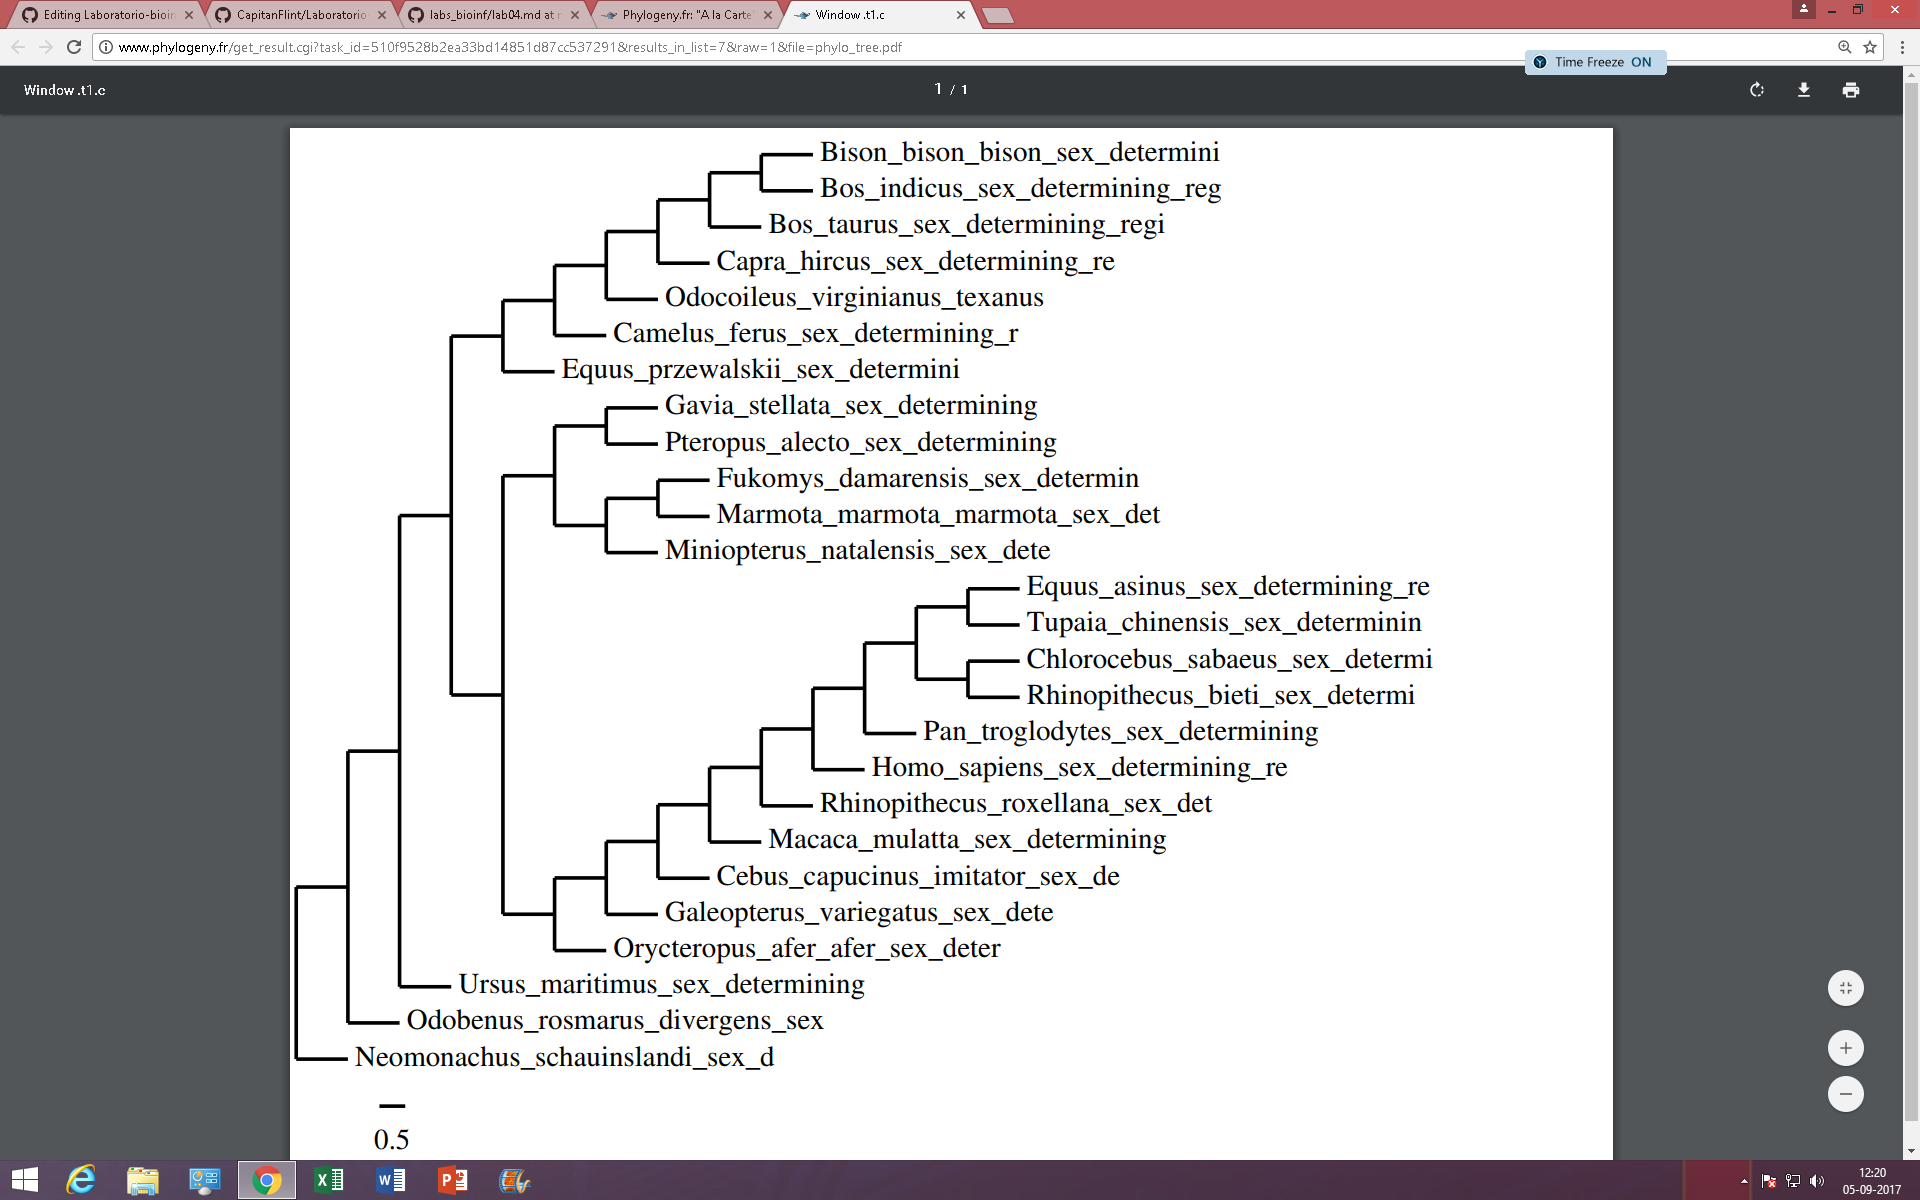 Editing Laboratorio-bioin
CapitanFlint/Laboratorio
labs_bioinf/lab04.md at
Phylogeny.fr: "A la Carte"
Window .t1.c
www.phylogeny.fr/get_result.cgi?task_id=510f9528b2ea33bd14851d87cc537291&results_in_list=7&raw=1&file=phylo_tree.pdf
Time Freeze ON
Window .t1.c
1 / 1
Bison_bison_bison_sex_determini
Bos_indicus_sex_determining_reg
Bos_taurus_sex_determining_regi
Capra_hircus_sex_determining_re
Odocoileus_virginianus_texanus
Camelus_ferus_sex_determining_r
Equus_przewalskii_sex_determini
Gavia_stellata_sex_determining
Pteropus_alecto_sex_determining
Fukomys_damarensis_sex_determin
Marmota_marmota_marmota_sex_det
Miniopterus_natalensis_sex_dete
Equus_asinus_sex_determining_re
Tupaia_chinensis_sex_determinin
Chlorocebus_sabaeus_sex_determi
Rhinopithecus_bieti_sex_determi
Pan_troglodytes_sex_determining
Homo_sapiens_sex_determining_re
Rhinopithecus_roxellana_sex_det
Macaca_mulatta_sex_determining
Cebus_capucinus_imitator_sex_de
Galeopterus_variegatus_sex_dete
Orycteropus_afer_afer_sex_deter
Ursus_maritimus_sex_determining
Odobenus_rosmarus_divergens_sex
Neomonachus_schauinslandi_sex_d
0.5
12:20
05-09-2017